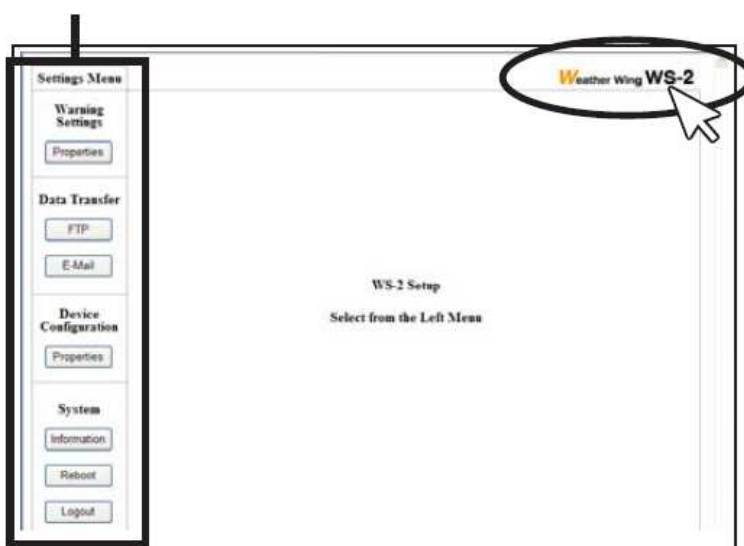 Settings Menu
Weather Wing WS-2
Warning
Settings
Properties
Data Transfer
FTP
E-Mail
Device
Configuration
Properties
System
Information
Reboot
Logout
WS-2 Setup
Select from the Left Menu